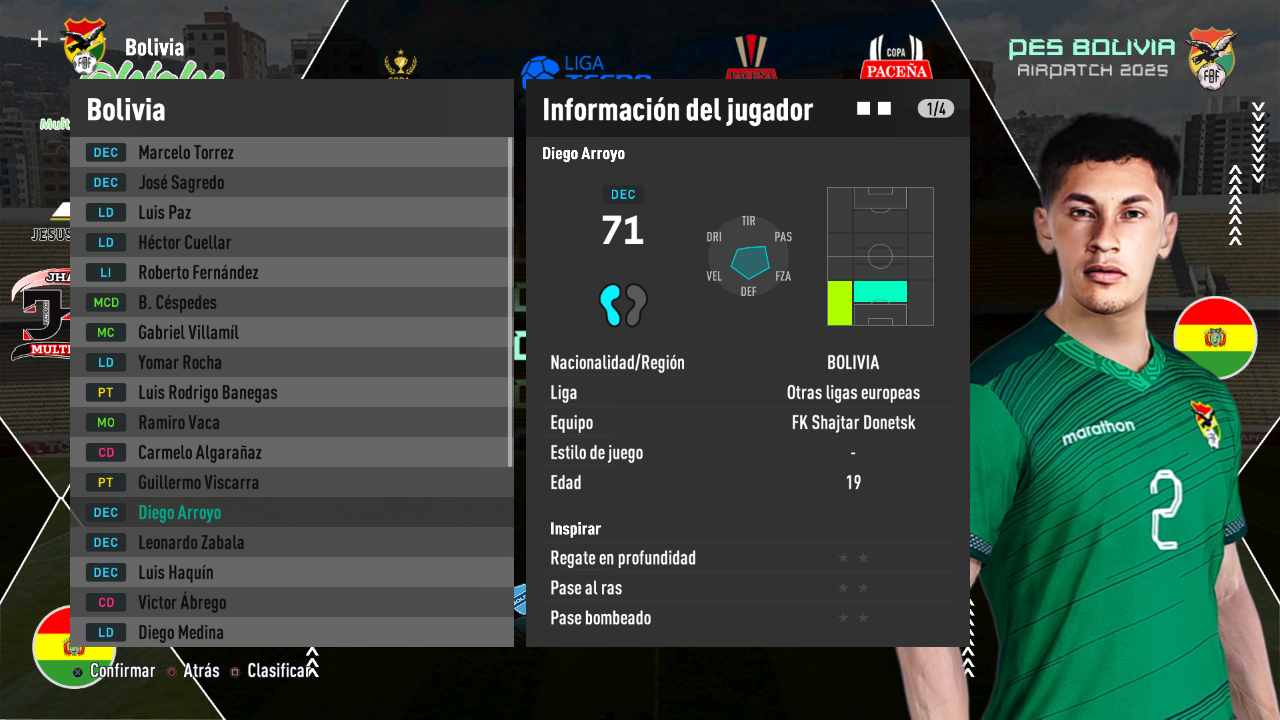 Bolivia
LIGA
COPA
PACEÑA
PES BOLIVIA
AIRPATCH 2025
FBF
FBF
Bolivia
DEC Marcelo Torrez
DEC José Sagredo
LD Luis Paz
LD Héctor Cuellar
LI Roberto Fernández
MCD B. Céspedes
MC Gabriel Villamíl
LD Yomar Rocha
PT Luis Rodrigo Banegas
MO Ramiro Vaca
CD Carmelo Algarañaz
PT Guillermo Viscarra
DEC Diego Arroyo
DEC Leonardo Zabala
DEC Luis Haquín
CD Victor Ábrego
LD Diego Medina
Confirmar Atrás Clasificar
Información del jugador 1/4
Diego Arroyo
DEC
71
TIR
DRI PAS
VEL FZA
DEF
Nacionalidad/Región BOLIVIA
Liga Otras ligas europeas
Equipo FK Shajtar Donetsk
Estilo de juego -
Edad 19
Inspirar
Regate en profundidad ★ ★
Pase al ras ★ ★
Pase bombeado ★ ★
marathon
2